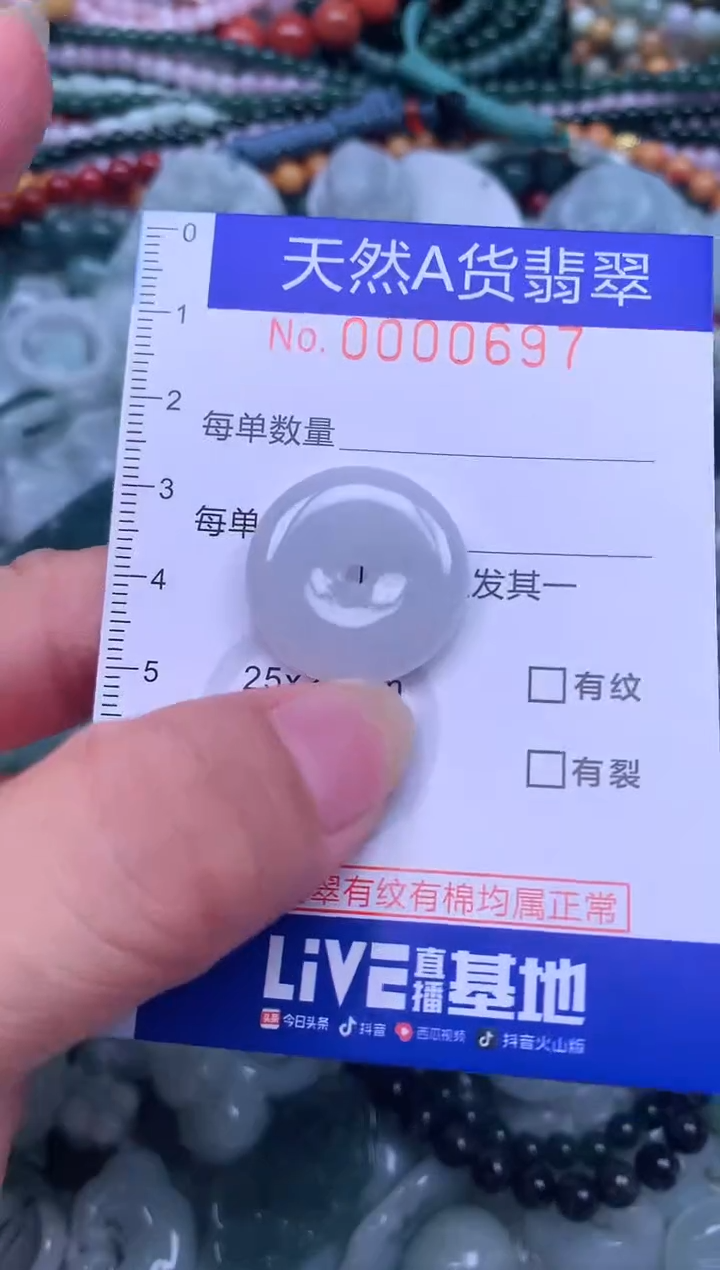 0
天然A货翡翠
1
No. 0000697
2
每单数量
3
每单
4
发其一
5
25x
有纹
有裂
翠有纹有棉均属正常
LiVE直播基地
头条 今日头条 抖音 西瓜视频 抖音火山版